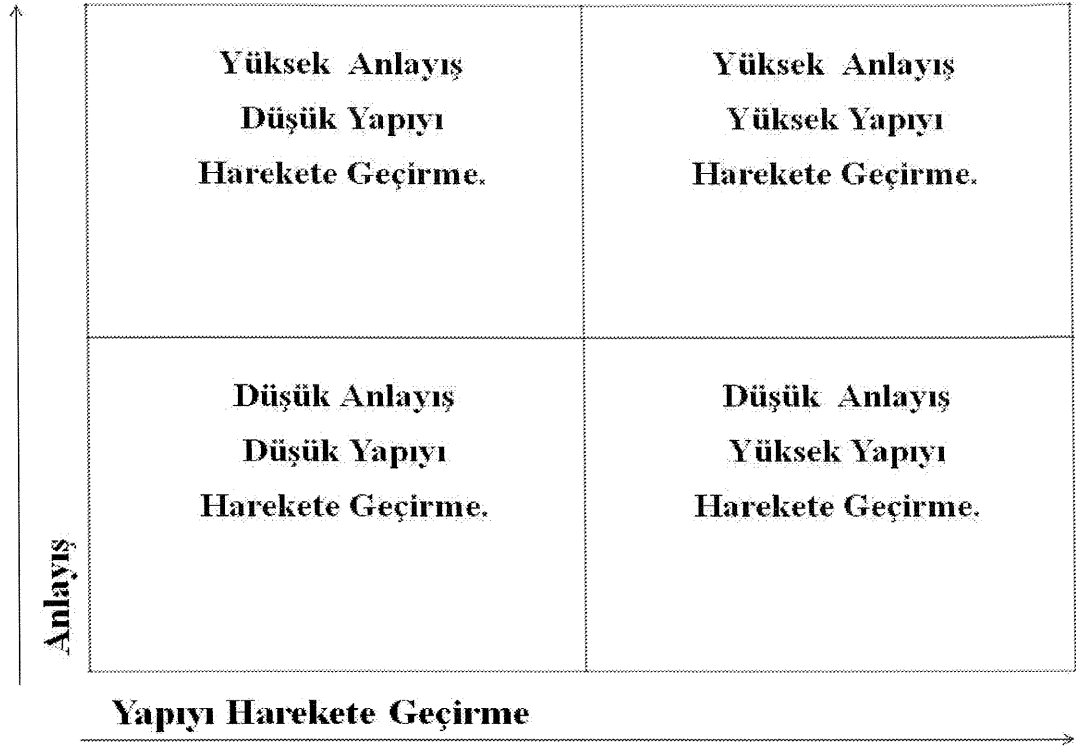 Yüksek Anlayış
Düşük Yapıyı
Harekete Geçirme.
Yüksek Anlayış
Yüksek Yapıyı
Harekete Geçirme.
Düşük Anlayış
Düşük Yapıyı
Harekete Geçirme.
Düşük Anlayış
Yüksek Yapıyı
Harekete Geçirme.
Anlayış
Yapıyı Harekete Geçirme